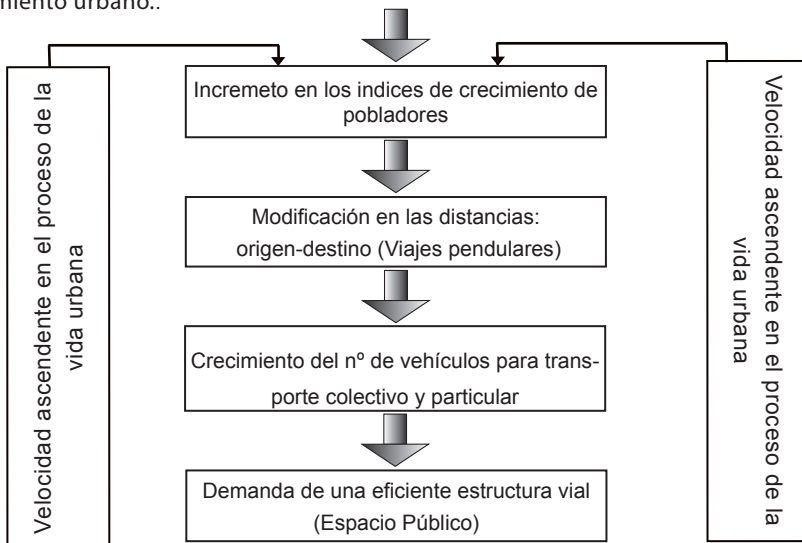 miento urbano..
Incremeto en los indices de crecimiento de
pobladores
Modificación en las distancias:
origen-destino (Viajes pendulares)
Crecimiento del nº de vehículos para trans-
porte colectivo y particular
Demanda de una eficiente estructura vial
(Espacio Público)
Velocidad ascendente en el proceso de la
vida urbana
Velocidad ascendente en el proceso de la
vida urbana